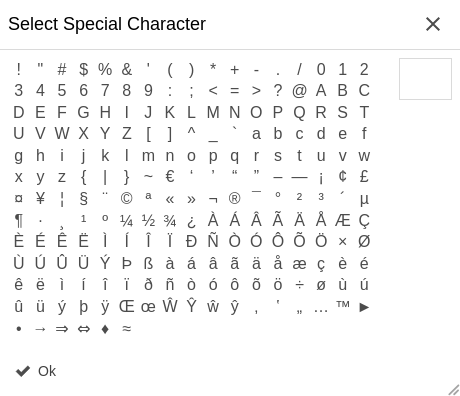 Select Special Character
! " # $ % & ' ( ) * + - . / 0 1 2
3 4 5 6 7 8 9 : ; < = > ? @ A B C
D E F G H I J K L M N O P Q R S T
U V W X Y Z [ ] ^ _ ` a b c d e f
g h i j k l m n o p q r s t u v w
x y z { | } ~ € ‘ ’ “ ” – — ¡ ¢ £
¤ ¥ ¦ § ¨ © ª « » ¬ ® ¯ ° ² ³ ´ µ
¶ · ¸ ¹ º ¼ ½ ¾ ¿ À Á Â Ã Ä Å Æ Ç
È É Ê Ë Ì Í Î Ï Ð Ñ Ò Ó Ô Õ Ö × Ø
Ù Ú Û Ü Ý Þ ß à á â ã ä å æ ç è é
ê ë ì í î ï ð ñ ò ó ô õ ö ÷ ø ù ú
û ü ý þ ÿ Œ œ Ŵ Ŷ ŵ ŷ ‚ ‛ „ … ™ ►
• → ⇒ ⇔ ♦ ≈
Ok